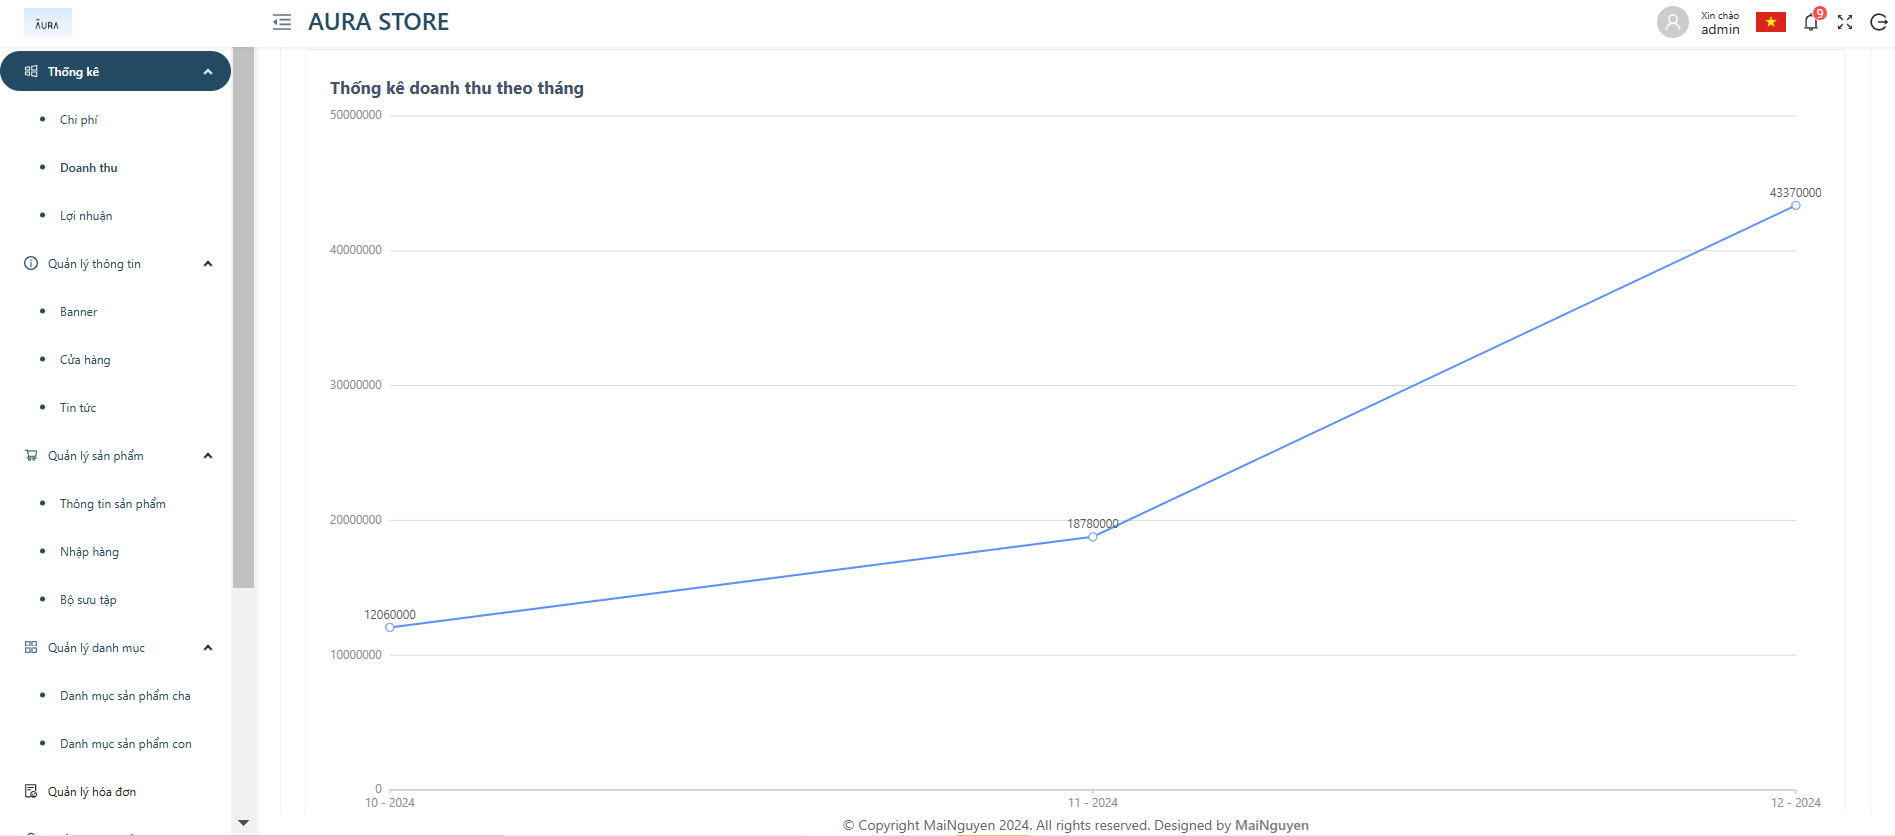 ĀURA
AURA STORE
Xin chào
admin
9
Thống kê
Chi phí
Doanh thu
Lợi nhuận
Quản lý thông tin
Banner
Cửa hàng
Tin tức
Quản lý sản phẩm
Thông tin sản phẩm
Nhập hàng
Bộ sưu tập
Quản lý danh mục
Danh mục sản phẩm cha
Danh mục sản phẩm con
Quản lý hóa đơn
Thống kê doanh thu theo tháng
50000000
43370000
40000000
30000000
20000000
18780000
12060000
10000000
0
10 - 2024
11 - 2024
12 - 2024
© Copyright MaiNguyen 2024. All rights reserved. Designed by MaiNguyen